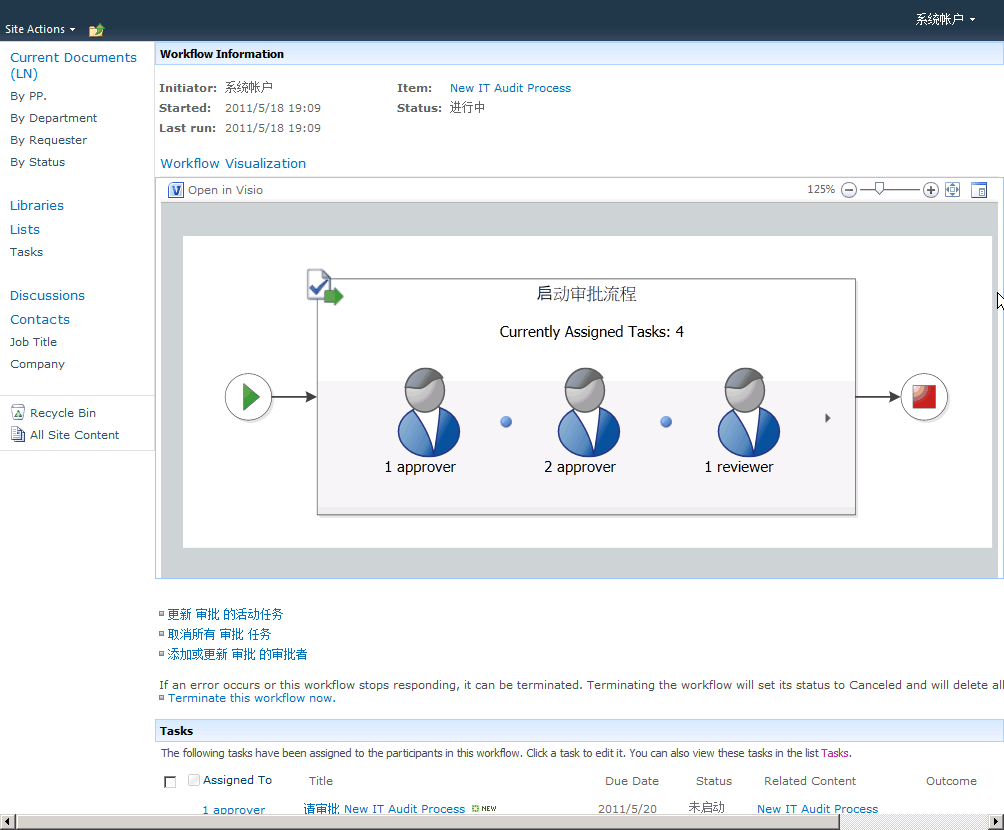 Site Actions
系统帐户
Current Documents
(LN)
By PP.
By Department
By Requester
By Status
Libraries
Lists
Tasks
Discussions
Contacts
Job Title
Company
Recycle Bin
All Site Content
Workflow Information
Initiator: 系统帐户
Item: New IT Audit Process
Started: 2011/5/18 19:09
Status: 进行中
Last run: 2011/5/18 19:09
Workflow Visualization
Open in Visio
125%
启动审批流程
Currently Assigned Tasks: 4
1 approver
2 approver
1 reviewer
更新 审批 的活动任务
取消所有 审批 任务
添加或更新 审批 的审批者
If an error occurs or this workflow stops responding, it can be terminated. Terminating the workflow will set its status to Canceled and will delete all
Terminate this workflow now.
Tasks
The following tasks have been assigned to the participants in this workflow. Click a task to edit it. You can also view these tasks in the list Tasks.
Assigned To Title Due Date Status Related Content Outcome
1 approver 请审批 New IT Audit Process NEW 2011/5/20 未启动 New IT Audit Process